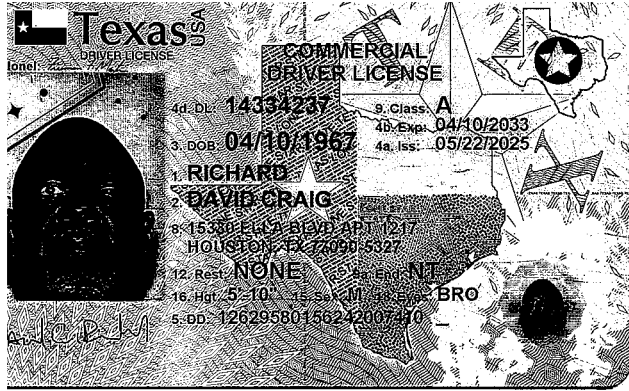 Texas USA
DRIVER LICENSE
COMMERCIAL
DRIVER LICENSE
4d. DL: 14334237 9. Class: A
4b. Exp: 04/10/2033
3. DOB: 04/10/1967 4a. Iss: 05/22/2025
1. RICHARD
2. DAVID CRAIG
8. 15330 ELLA BLVD APT 1217
HOUSTON, TX 77090-5327
12. Rest: NONE 9a. End: NT
16. Hgt: 5'-10" 15. Sex: M 18. Eyes: BRO
5. DD: 12629580156242007410